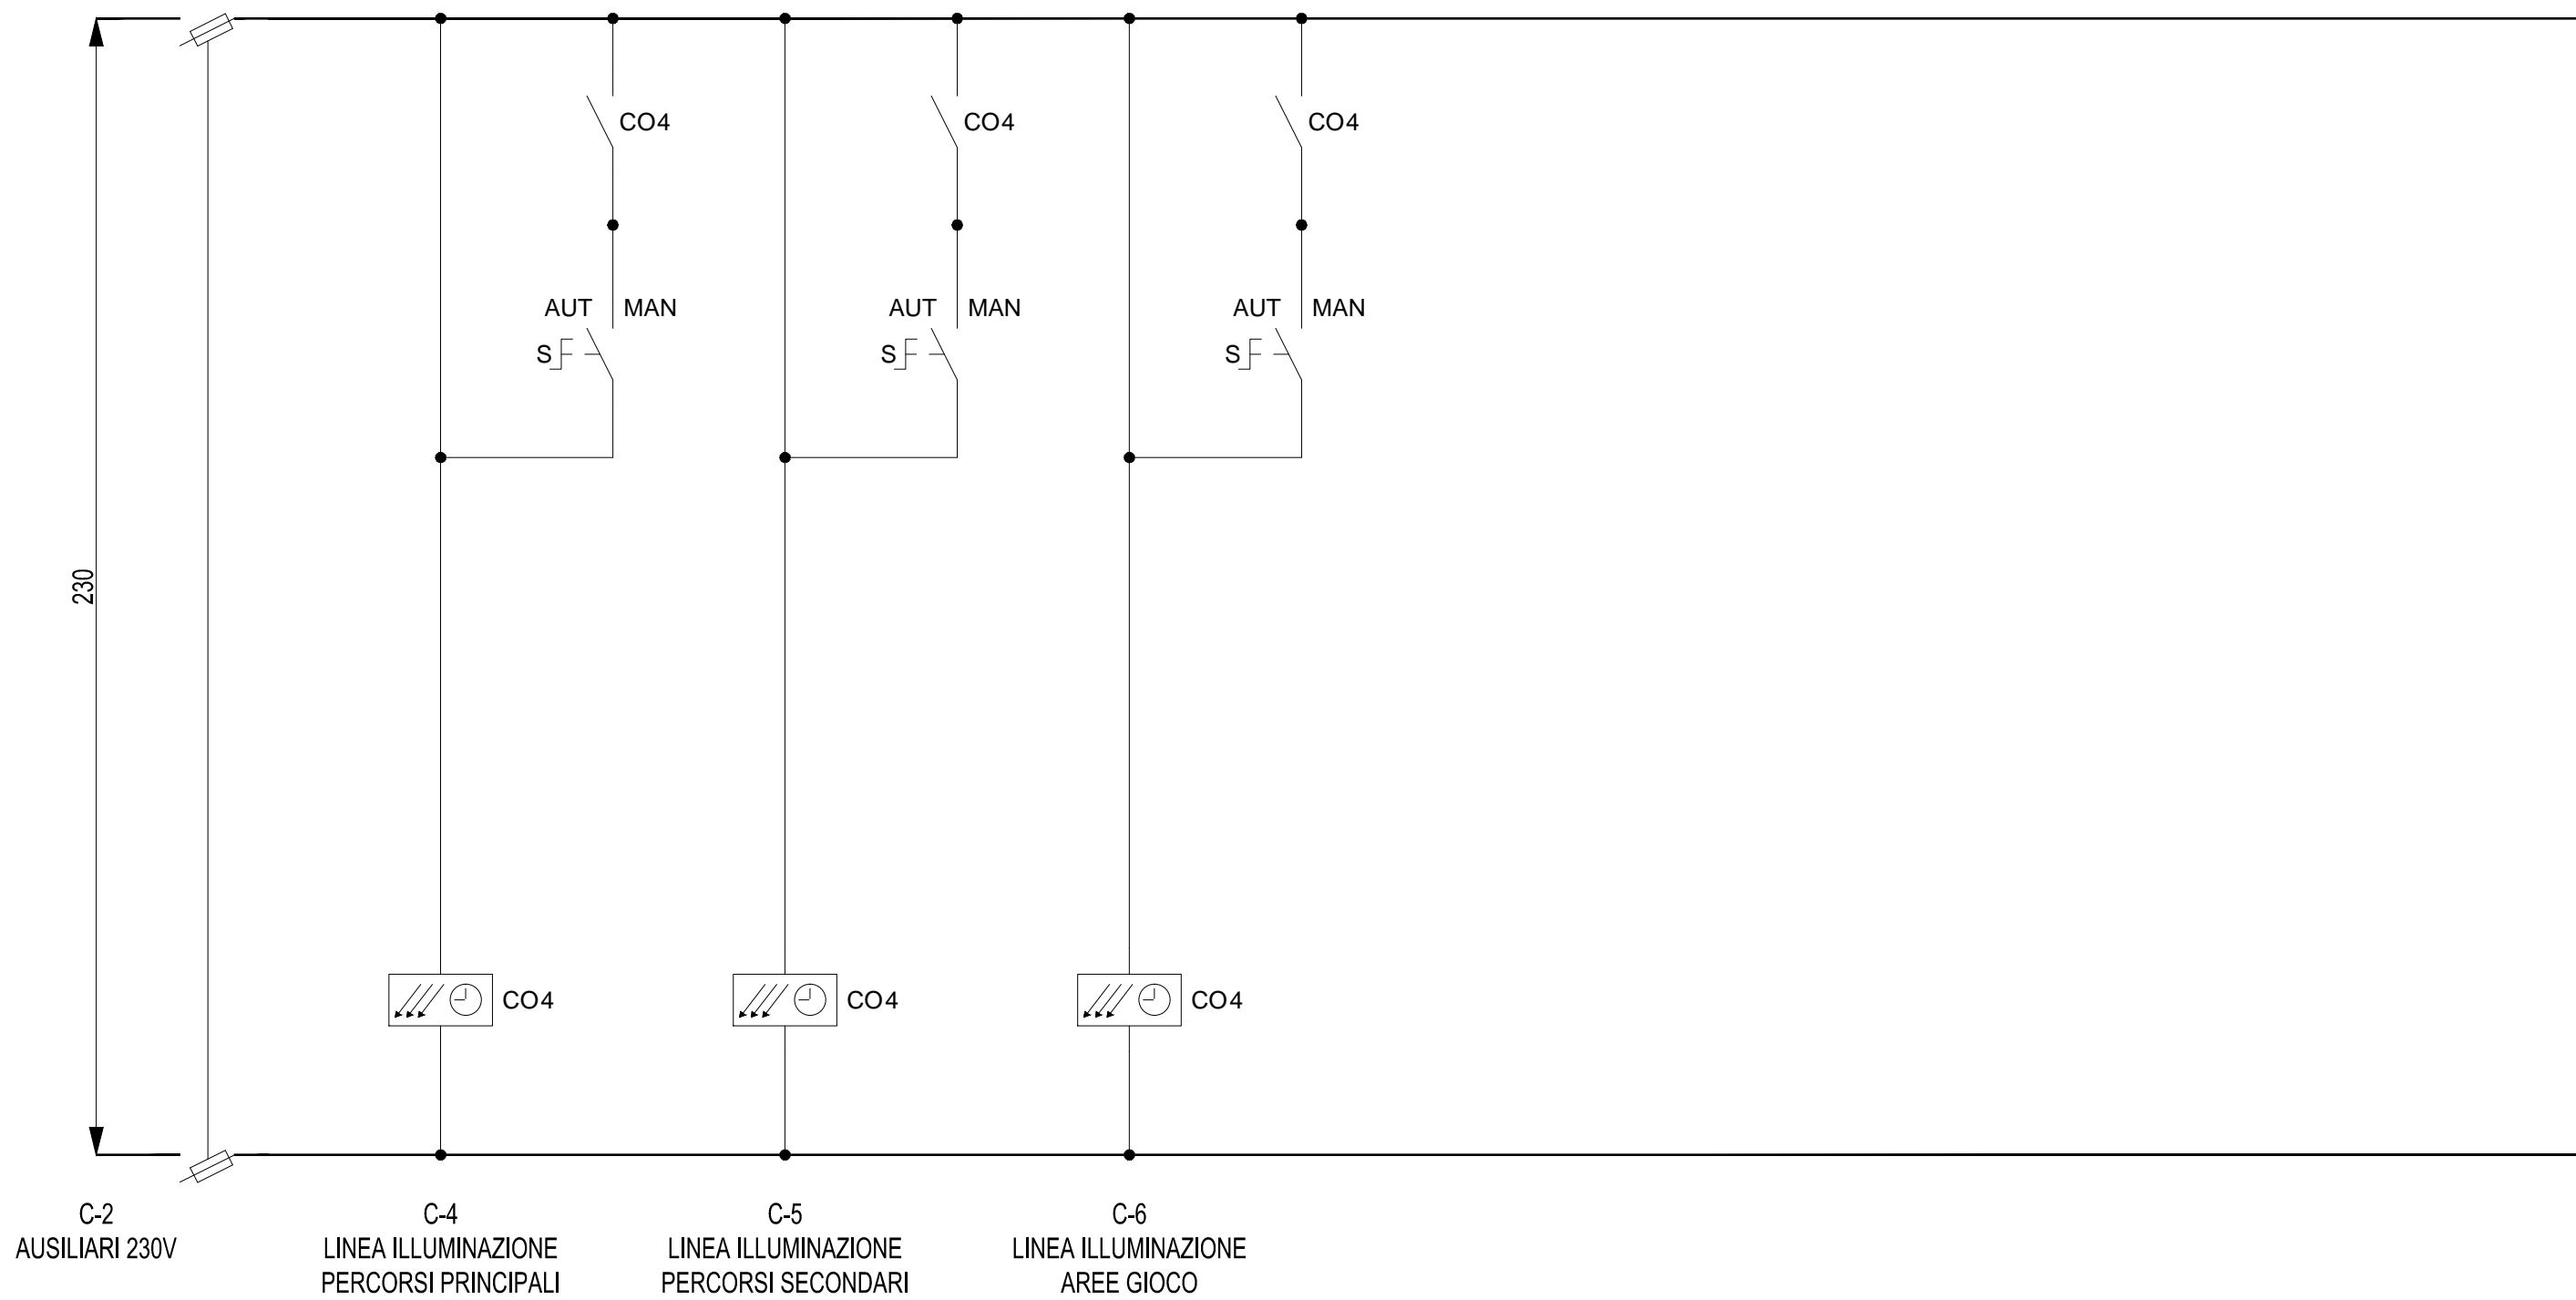 CO4
CO4
CO4
AUT MAN
AUT MAN
AUT MAN
S
S
S
230
CO4
CO4
CO4
C-2
AUSILIARI 230V
C-4
LINEA ILLUMINAZIONE
PERCORSI PRINCIPALI
C-5
LINEA ILLUMINAZIONE
PERCORSI SECONDARI
C-6
LINEA ILLUMINAZIONE
AREE GIOCO